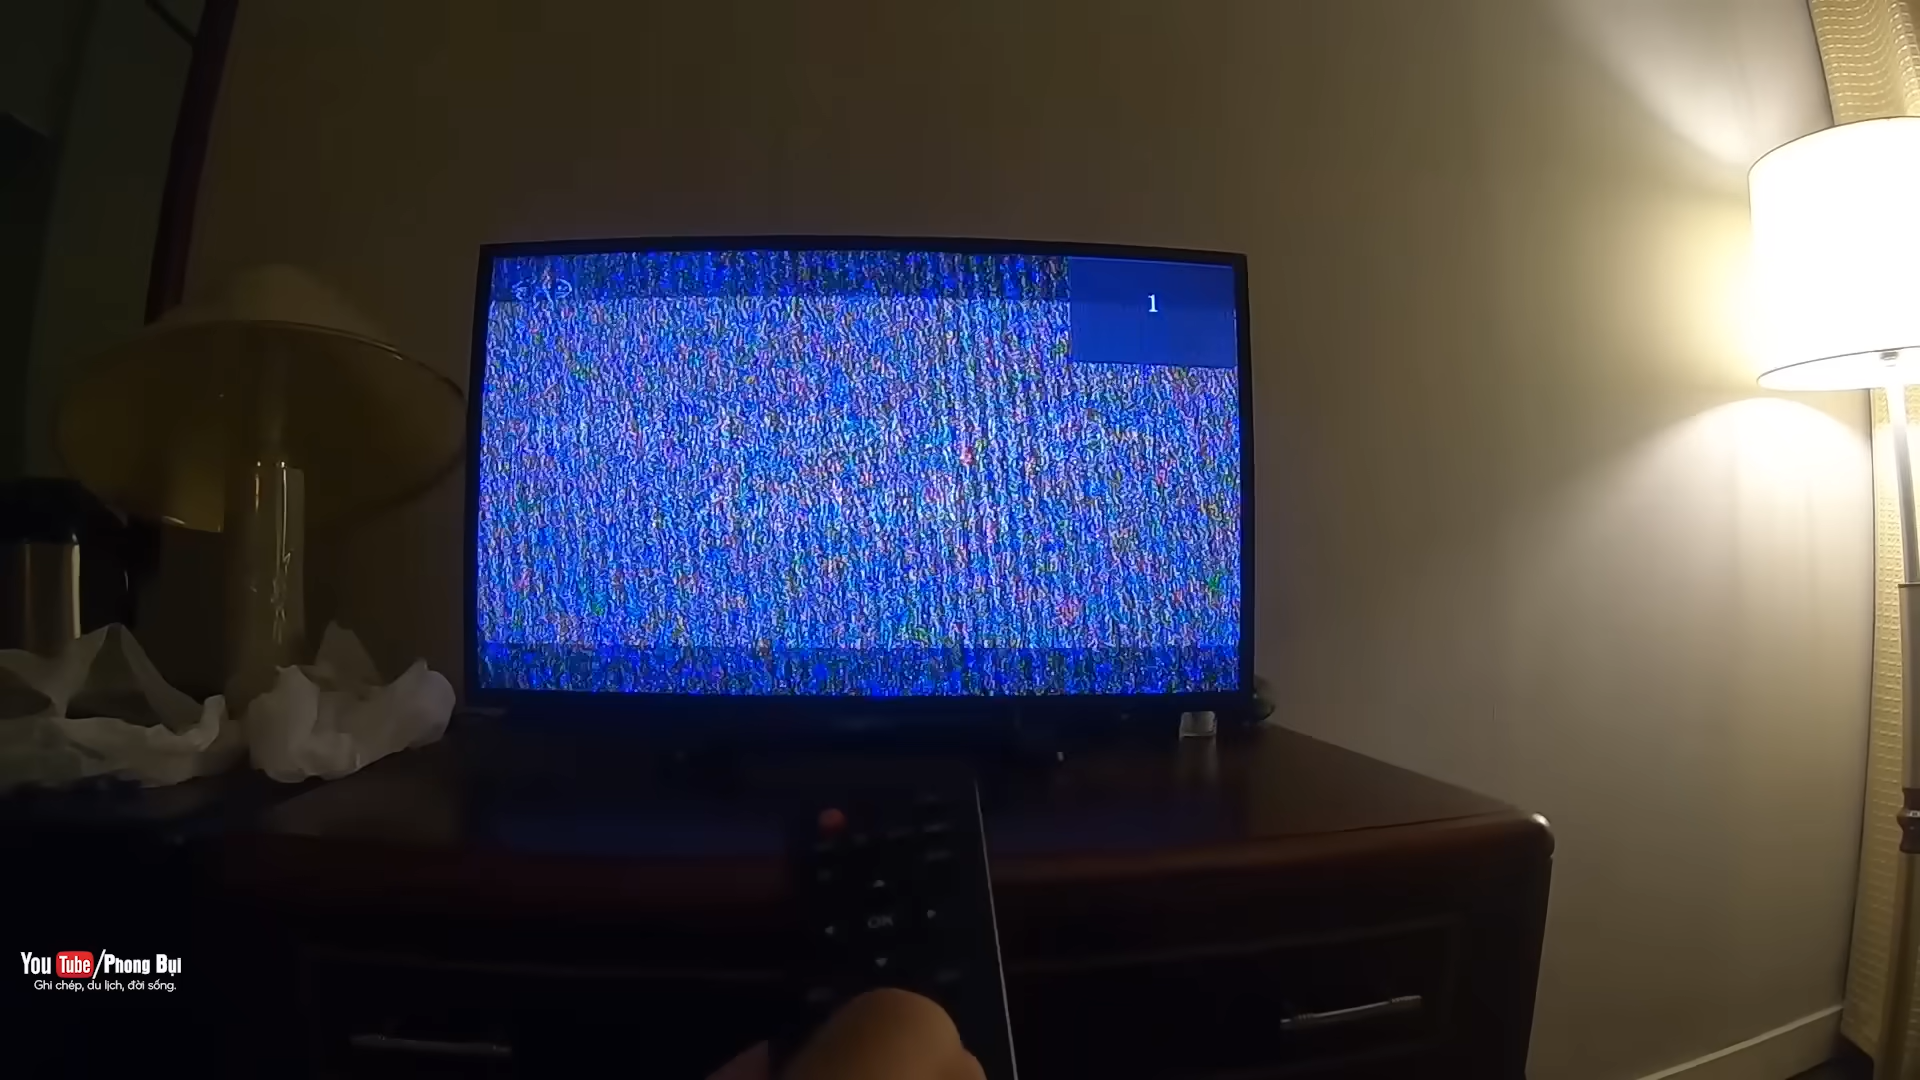 1
OK
YouTube/Phong Bụi
Ghi chép, du lịch, đời sống.